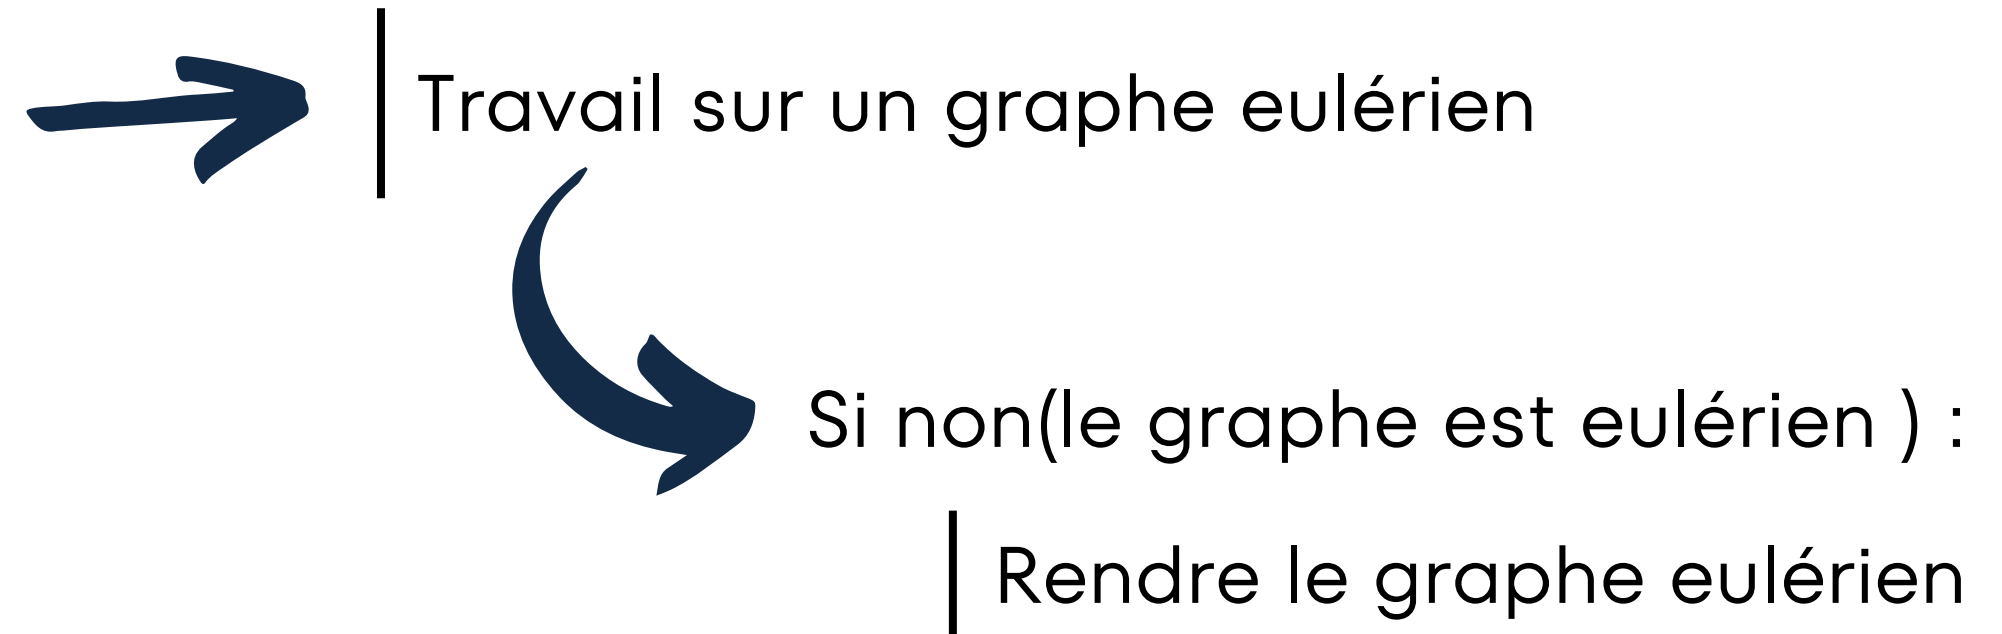 Travail sur un graphe eulérien
Si non(le graphe est eulérien ) :
Rendre le graphe eulérien